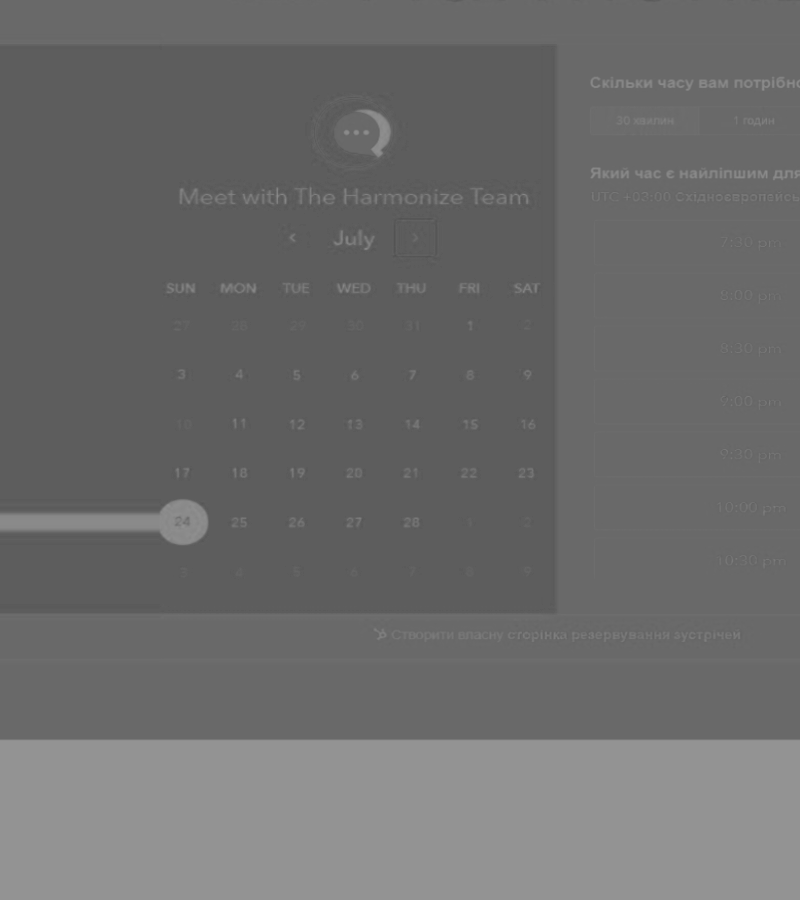 Meet with The Harmonize Team
July
SUN MON TUE WED THU FRI SAT
27 28 29 30 31 1 2
3 4 5 6 7 8 9
10 11 12 13 14 15 16
17 18 19 20 21 22 23
24 25 26 27 28 1 2
3 4 5 6 7 8 9
Скільки часу вам потрібно
30 хвилин 1 годин
Який час є найліпшим для
UTC +03:00
7:30 pm
8:00 pm
8:30 pm
9:00 pm
9:30 pm
10:00 pm
10:30 pm
Створити власну сторінка резервування зустрічей